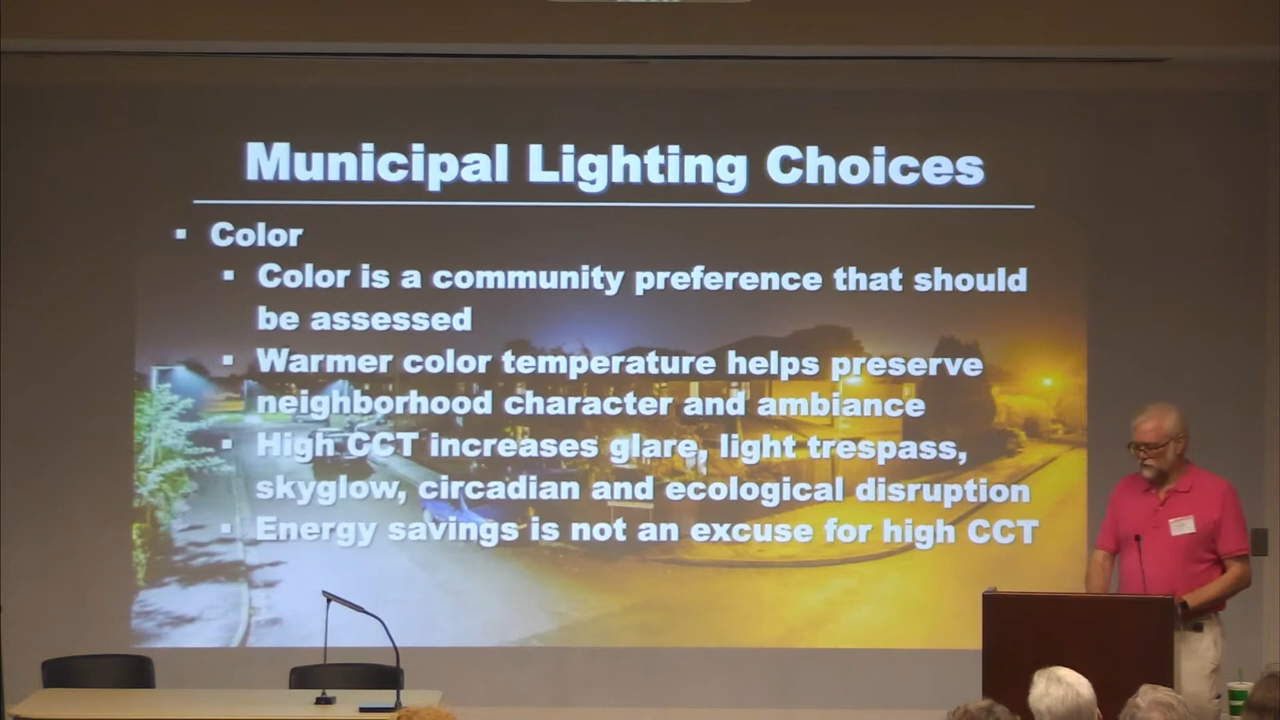 Municipal Lighting Choices
▪ Color
▪ Color is a community preference that should
be assessed
▪ Warmer color temperature helps preserve
neighborhood character and ambiance
▪ High CCT increases glare, light trespass,
skyglow, circadian and ecological disruption
▪ Energy savings is not an excuse for high CCT